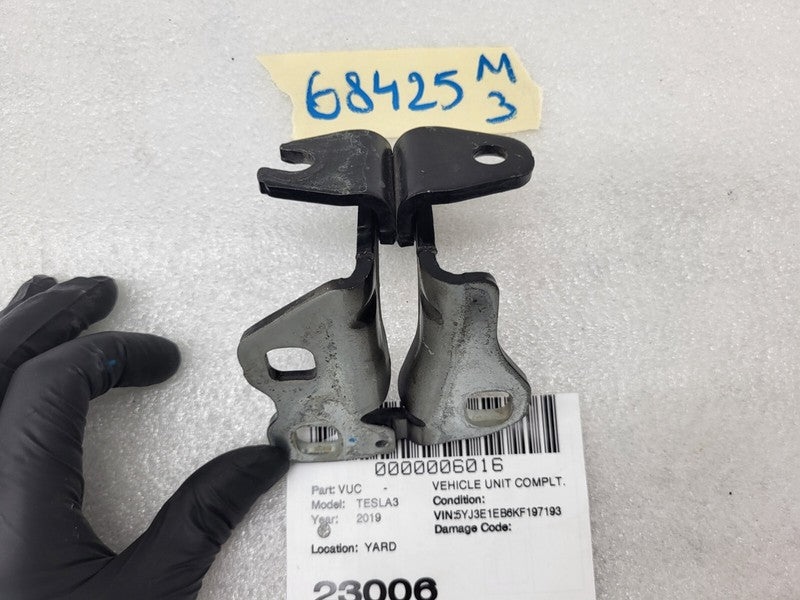 68425 M
3
0000006016
Part: VUC - VEHICLE UNIT COMPLT.
Model: TESLA3 Condition:
Year: 2019 VIN:5YJ3E1EB6KF197193
Damage Code:
Location: YARD
23006